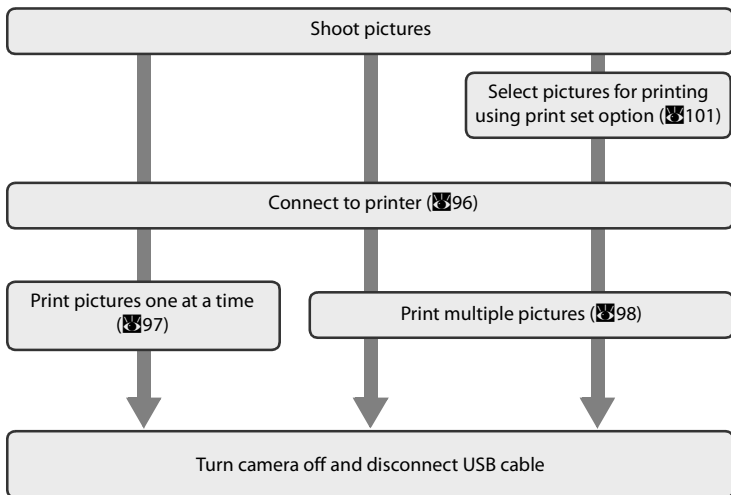 Shoot pictures
Select pictures for printing
using print set option (101)
Connect to printer (96)
Print pictures one at a time
(97)
Print multiple pictures (98)
Turn camera off and disconnect USB cable